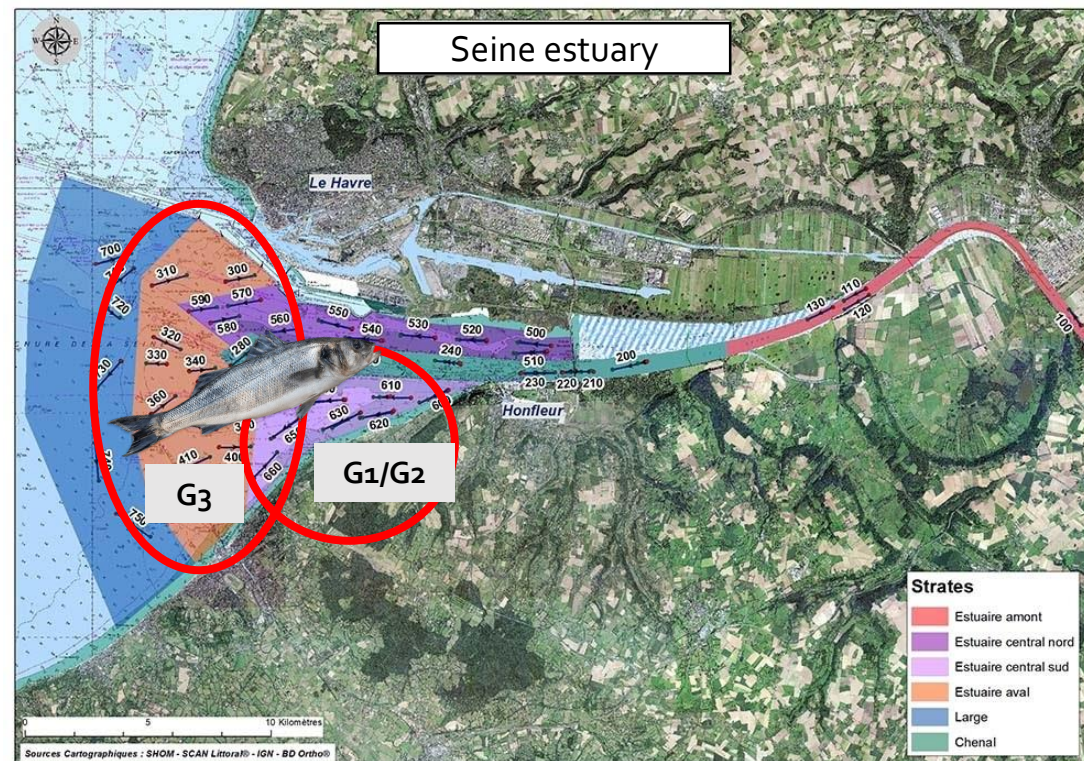 Seine estuary
N
W
E
S
Le Havre
700
310
300
720
590
570
580
560
550
540
530
520
500
320
330
340
280
240
510
200
130
110
120
100
730
360
610
230
220
210
Honfleur
630
620
650
660
410
400
740
750
G3
G1/G2
Strates
Estuaire amont
Estuaire central nord
Estuaire central sud
Estuaire aval
Large
Chenal
0 5 10 Kilomètres
Sources Cartographiques : SHOM - SCAN Littoral® - IGN - BD Ortho®